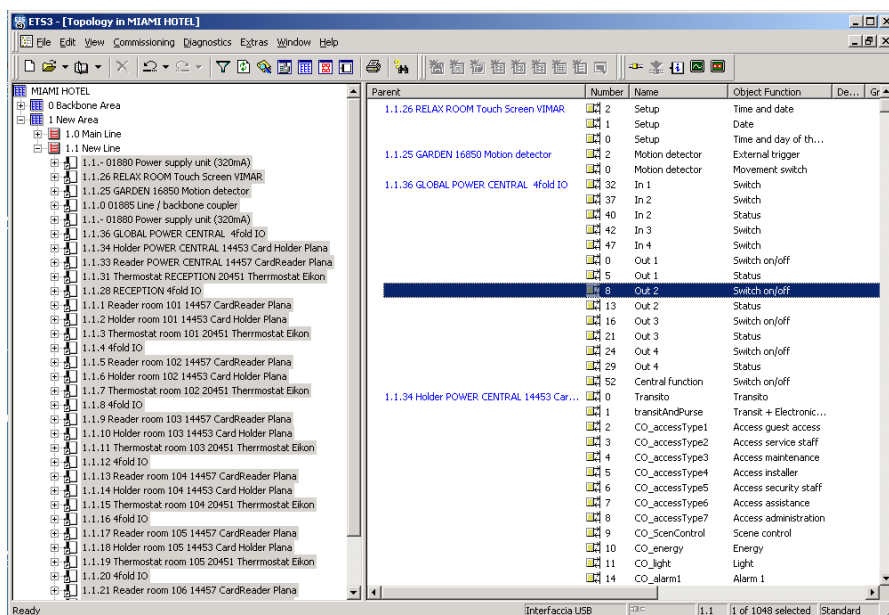 ETS3 - [Topology in MIAMI HOTEL]
File Edit View Commissioning Diagnostics Extras Window Help
MIAMI HOTEL
0 Backbone Area
1 New Area
1.0 Main Line
1.1 New Line
1.1.- 01880 Power supply unit (320mA)
1.1.26 RELAX ROOM Touch Screen VIMAR
1.1.25 GARDEN 16850 Motion detector
1.1.0 01885 Line / backbone coupler
1.1.- 01880 Power supply unit (320mA)
1.1.36 GLOBAL POWER CENTRAL 4fold IO
1.1.34 Holder POWER CENTRAL 14453 Card Holder Plana
1.1.33 Reader POWER CENTRAL 14457 CardReader Plana
1.1.31 Thermostat RECEPTION 20451 Therrmostat Eikon
1.1.28 RECEPTION 4fold IO
1.1.1 Reader room 101 14457 CardReader Plana
1.1.2 Holder room 101 14453 Card Holder Plana
1.1.3 Thermostat room 101 20451 Therrmostat Eikon
1.1.4 4fold IO
1.1.5 Reader room 102 14457 CardReader Plana
1.1.6 Holder room 102 14453 Card Holder Plana
1.1.7 Thermostat room 102 20451 Therrmostat Eikon
1.1.8 4fold IO
1.1.9 Reader room 103 14457 CardReader Plana
1.1.10 Holder room 103 14453 Card Holder Plana
1.1.11 Thermostat room 103 20451 Therrmostat Eikon
1.1.12 4fold IO
1.1.13 Reader room 104 14457 CardReader Plana
1.1.14 Holder room 104 14453 Card Holder Plana
1.1.15 Thermostat room 104 20451 Therrmostat Eikon
1.1.16 4fold IO
1.1.17 Reader room 105 14457 CardReader Plana
1.1.18 Holder room 105 14453 Card Holder Plana
1.1.19 Thermostat room 105 20451 Therrmostat Eikon
1.1.20 4fold IO
1.1.21 Reader room 106 14457 CardReader Plana
Parent Number Name Object Function De... Gr
1.1.26 RELAX ROOM Touch Screen VIMAR 2 Setup Time and date
1 Setup Date
0 Setup Time and day of th...
1.1.25 GARDEN 16850 Motion detector 2 Motion detector External trigger
0 Motion detector Movement switch
1.1.36 GLOBAL POWER CENTRAL 4fold IO 32 In 1 Switch
37 In 2 Switch
40 In 2 Status
42 In 3 Switch
47 In 4 Switch
0 Out 1 Switch on/off
5 Out 1 Status
8 Out 2 Switch on/off
13 Out 2 Status
16 Out 3 Switch on/off
21 Out 3 Status
24 Out 4 Switch on/off
29 Out 4 Status
52 Central function Switch on/off
1.1.34 Holder POWER CENTRAL 14453 Car... 0 Transito Transito
1 transitAndPurse Transit + Electronic...
2 CO_accessType1 Access guest access
3 CO_accessType2 Access service staff
4 CO_accessType3 Access maintenance
5 CO_accessType4 Access installer
6 CO_accessType5 Access security staff
7 CO_accessType6 Access assistance
8 CO_accessType7 Access administration
9 CO_ScenControl Scene control
10 CO_energy Energy
11 CO_light Light
14 CO_alarm1 Alarm 1
Ready Interfaccia USB 1.1 1 of 1048 selected Standard